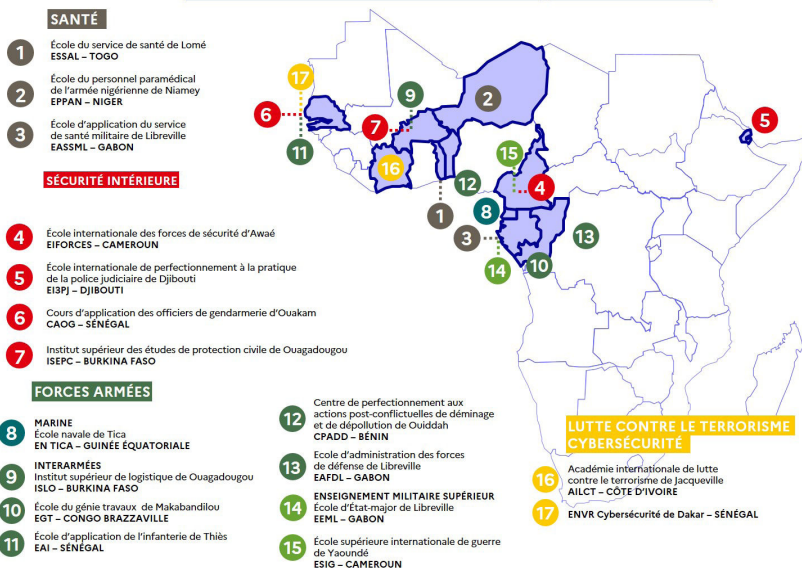 SANTÉ
1
École du service de santé de Lomé
ESSAL – TOGO
2
École du personnel paramédical
de l'armée nigérienne de Niamey
EPPAN – NIGER
3
École d'application du service
de santé militaire de Libreville
EASSML – GABON
SÉCURITÉ INTÉRIEURE
4
École internationale des forces de sécurité d'Awaé
EIFORCES – CAMEROUN
5
École internationale de perfectionnement à la pratique
de la police judiciaire de Djibouti
EI3PJ – DJIBOUTI
6
Cours d'application des officiers de gendarmerie d'Ouakam
CAOG – SÉNÉGAL
7
Institut supérieur des études de protection civile de Ouagadougou
ISEPC – BURKINA FASO
FORCES ARMÉES
8
MARINE
École navale de Tica
EN TICA – GUINÉE ÉQUATORIALE
9
INTERARMÉES
Institut supérieur de logistique de Ouagadougou
ISLO – BURKINA FASO
10
École du génie travaux de Makabandilou
EGT – CONGO BRAZZAVILLE
11
École d'application de l'infanterie de Thiès
EAI – SÉNÉGAL
12
Centre de perfectionnement aux
actions post-conflictuelles de déminage
et de dépollution de Ouiddah
CPADD – BÉNIN
13
Ecole d'administration des forces
de défense de Libreville
EAFDL – GABON
14
ENSEIGNEMENT MILITAIRE SUPÉRIEUR
École d'État-major de Libreville
EEML – GABON
15
École supérieure internationale de guerre
de Yaoundé
ESIG – CAMEROUN
LUTTE CONTRE LE TERRORISME
CYBERSÉCURITÉ
16
Académie internationale de lutte
contre le terrorisme de Jacqueville
AILCT – CÔTE D'IVOIRE
17
ENVR Cybersécurité de Dakar – SÉNÉGAL
17
9
2
6
7
5
11
16
15
12
4
1
8
3
13
14
10